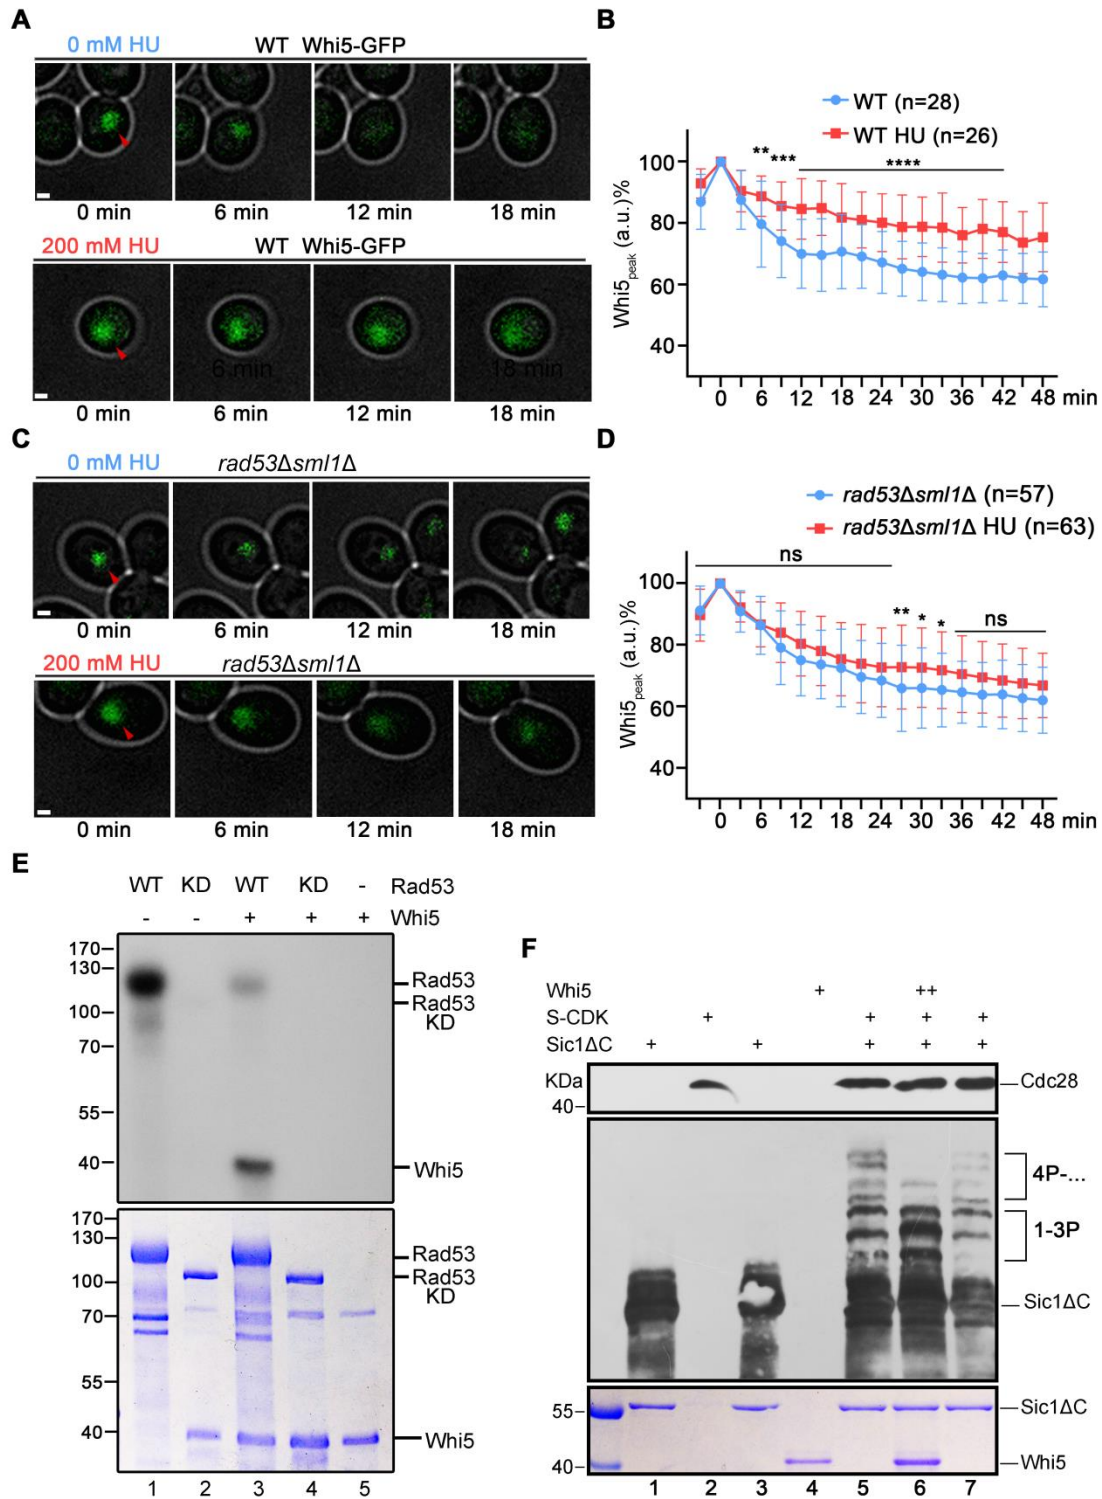 A
0 mM HU WT Whi5-GFP
0 min 6 min 12 min 18 min
200 mM HU WT Whi5-GFP
6 min 18 min
0 min 6 min 12 min 18 min
B
WT (n=28)
WT HU (n=26)
** *** ****
Whi5peak (a.u.)%
100
80
60
40
0 6 12 18 24 30 36 42 48 min
C
0 mM HU rad53Δsml1Δ
0 min 6 min 12 min 18 min
200 mM HU rad53Δsml1Δ
0 min 6 min 12 min 18 min
D
rad53Δsml1Δ (n=57)
rad53Δsml1Δ HU (n=63)
ns ** * * ns
Whi5peak (a.u.)%
100
80
60
40
0 6 12 18 24 30 36 42 48 min
E
WT KD WT KD - Rad53
- - + + + Whi5
170
130
100
70
55
40
Rad53
Rad53
KD
Whi5
170
130
100
70
55
40
Rad53
Rad53
KD
Whi5
1 2 3 4 5
F
Whi5 + ++
S-CDK + + + +
Sic1ΔC + + + + +
KDa
40
Cdc28
4P-...
1-3P
Sic1ΔC
55
40
Sic1ΔC
Whi5
1 2 3 4 5 6 7